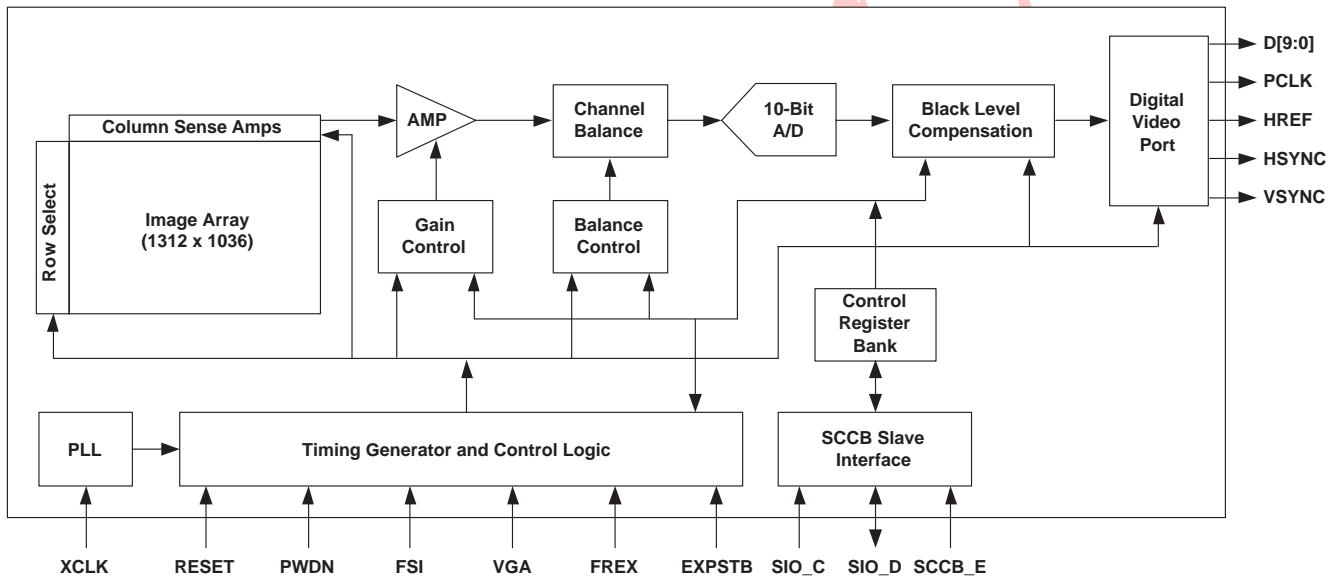 Column Sense Amps
Row Select
Image Array
(1312 x 1036)
AMP
Channel
Balance
10-Bit
A/D
Black Level
Compensation
Digital
Video
Port
D[9:0]
PCLK
HREF
HSYNC
VSYNC
Gain
Control
Balance
Control
Control
Register
Bank
PLL
Timing Generator and Control Logic
SCCB Slave
Interface
XCLK
RESET
PWDN
FSI
VGA
FREX
EXPSTB
SIO_C
SIO_D
SCCB_E